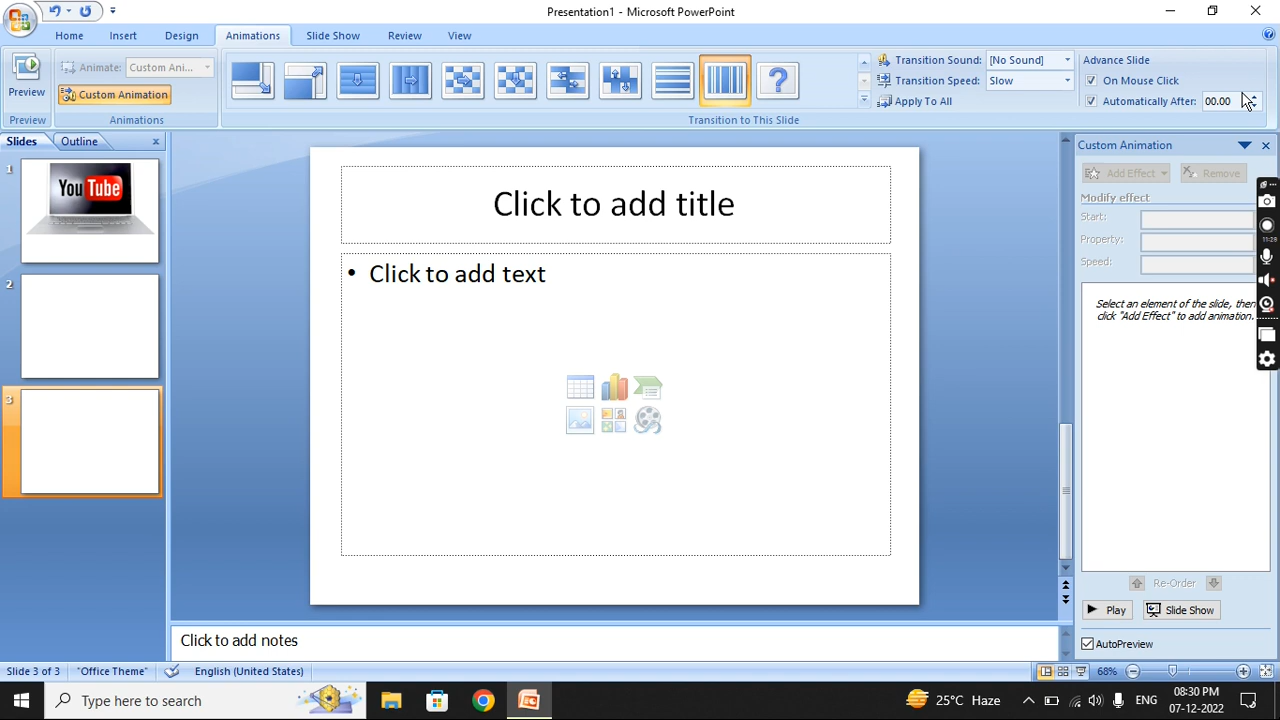 Presentation1 - Microsoft PowerPoint
Home Insert Design Animations Slide Show Review View
Preview
Animate: Custom Ani...
Custom Animation
?
Transition Sound: [No Sound]
Transition Speed: Slow
Apply To All
Advance Slide
On Mouse Click
Automatically After: 00.00
Preview Animations Transition to This Slide
Slides Outline
1
You Tube
2
3
Click to add title
• Click to add text
Click to add notes
Custom Animation
Add Effect Remove
Modify effect
Start:
Property:
Speed:
Select an element of the slide, then
click "Add Effect" to add animation.
Re-Order
Play Slide Show
AutoPreview
11:29
Slide 3 of 3 "Office Theme" English (United States) 68%
Type here to search
25°C Haze ENG
08:30 PM
07-12-2022